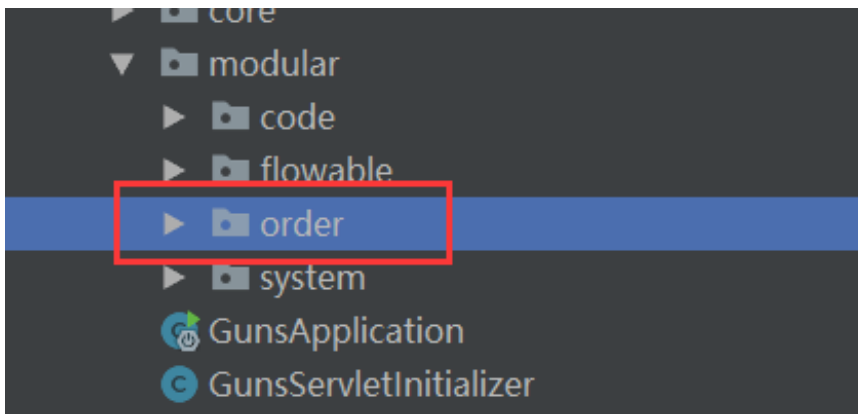 core
modular
code
flowable
order
system
GunsApplication
GunsServletInitializer